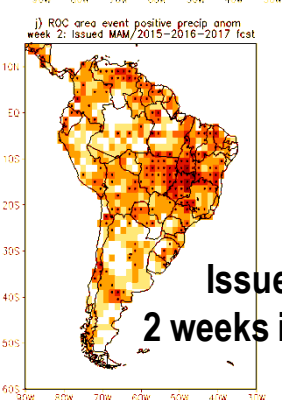 j) ROC area event positive precip anom
week 2: Issued MAM/2015-2016-2017 fcst
10N
10S
20S
30S
40S
50S
60S
90W 80W 70W 60W 50W 40W 30W
Issue
2 weeks i